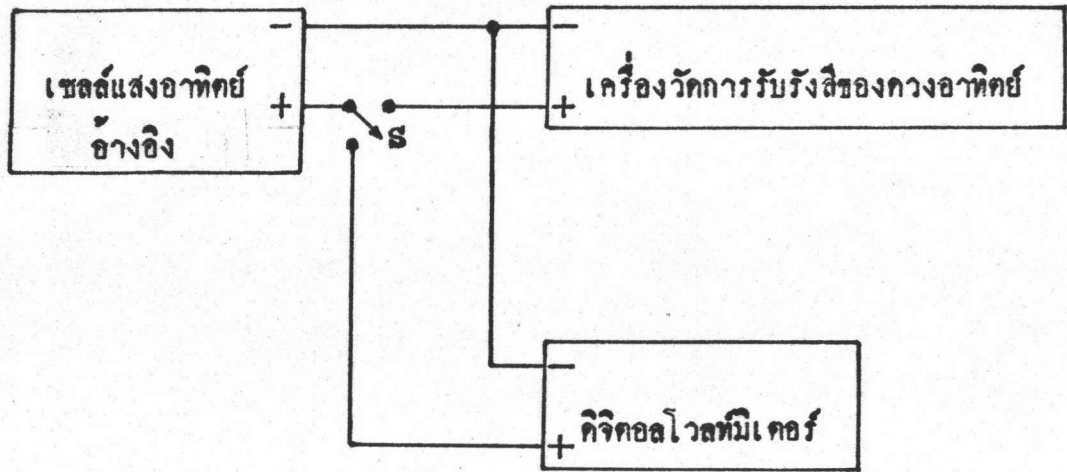 เซลล์แสงอาทิตย์
อ้างอิง
-
+
S
-
เครื่องวัดการรับรังสีของดวงอาทิตย์
+
-
ดิจิตอลโวลท์มิเตอร์
+